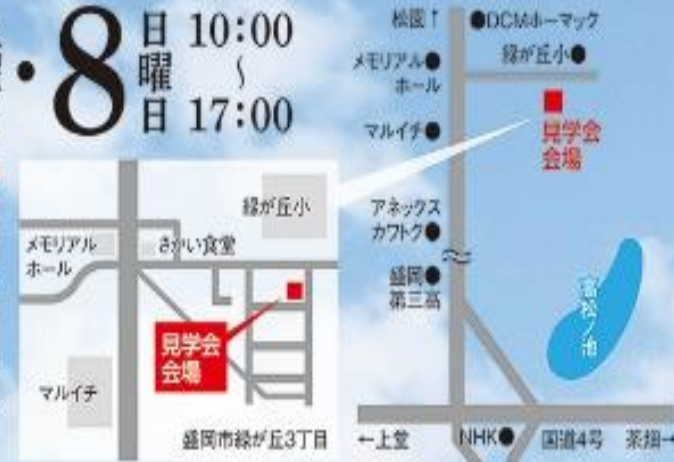 ・8日曜日 10:00
〜
17:00
松園↑
●DCMホーマック
緑が丘小●
メモリアル●
ホール
マルイチ●
見学会
会場
アネックス
カワトク●
盛岡●
第三高
高松ノ池
←上堂
NHK●
国道4号
茶畑→
緑が丘小
メモリアル
ホール
さかい食堂
見学会
会場
マルイチ
盛岡市緑が丘3丁目